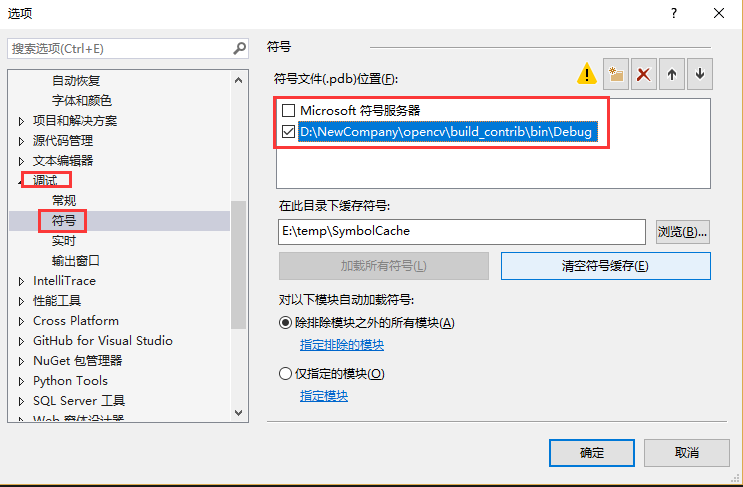 选项
搜索选项(Ctrl+E)
自动恢复
字体和颜色
项目和解决方案
源代码管理
文本编辑器
调试
常规
符号
实时
输出窗口
IntelliTrace
性能工具
Cross Platform
GitHub for Visual Studio
NuGet 包管理器
Python Tools
SQL Server Tools
Web 窗体设计器
符号
符号文件(.pdb)位置(F):
Microsoft 符号服务器
D:\NewCompany\opencv\build_contrib\bin\Debug
在此目录下缓存符号:
E:\temp\SymbolCache
浏览(B)...
加载所有符号(L)
清空符号缓存(E)
对以下模块自动加载符号:
除排除模块之外的所有模块(A)
指定排除的模块
仅指定的模块(O)
指定模块
确定
取消